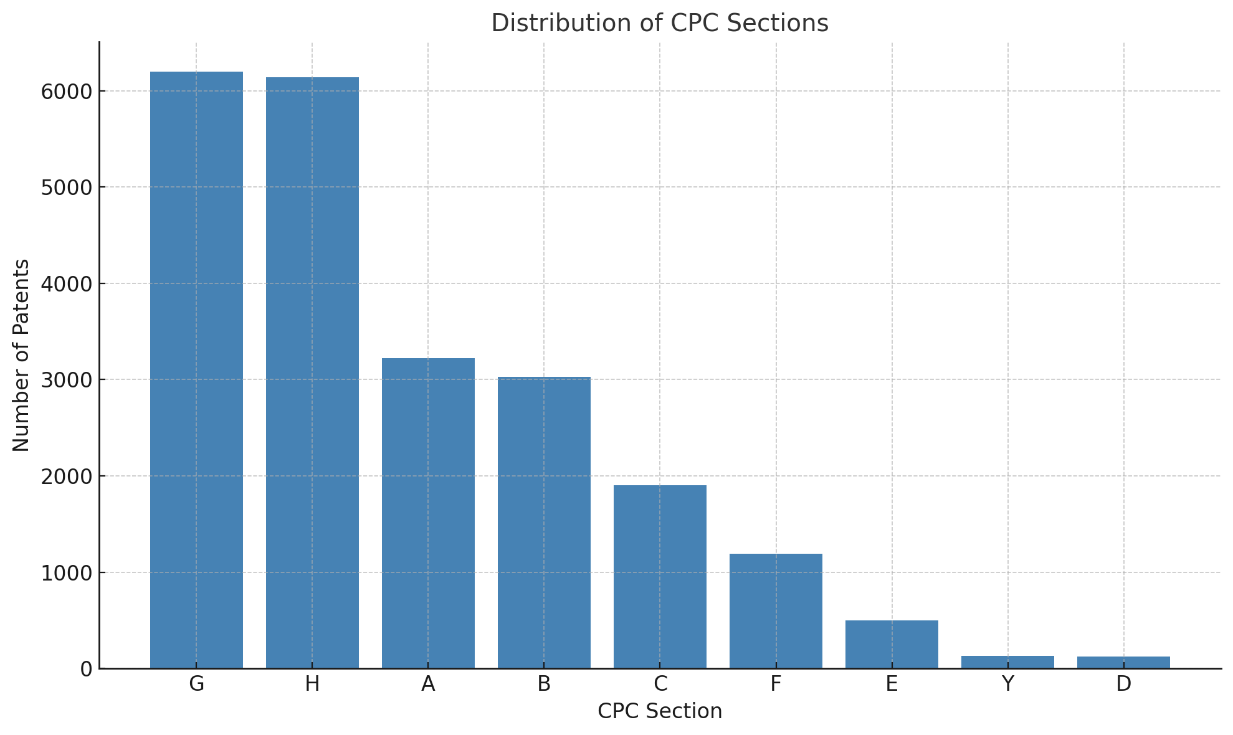 Distribution of CPC Sections
Number of Patents
6000
5000
4000
3000
2000
1000
0
G H A B C F E Y D
CPC Section